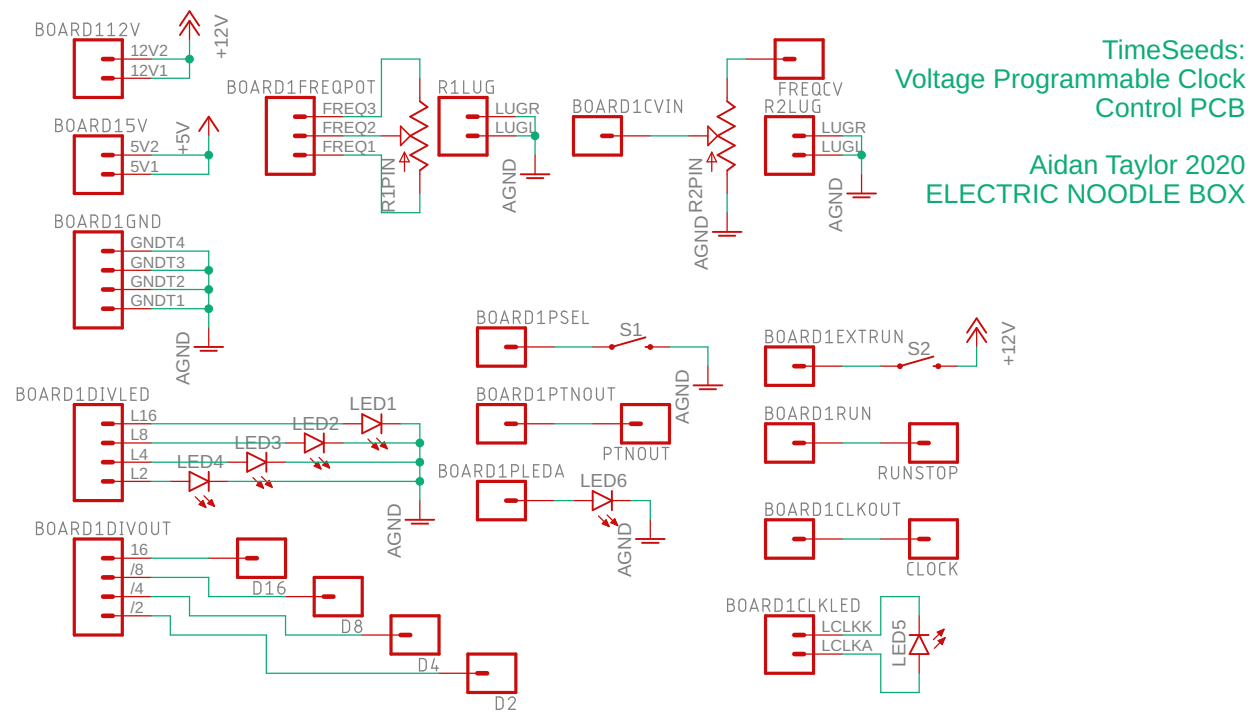 TimeSeeds:
Voltage Programmable Clock
Control PCB
Aidan Taylor 2020
ELECTRIC NOODLE BOX
BOARD112V
12V2
12V1
+12V
BOARD15V
5V2
5V1
+5V
BOARD1GND
GNDT4
GNDT3
GNDT2
GNDT1
AGND
BOARD1FREQPOT
FREQ3
FREQ2
FREQ1
R1PIN
R1LUG
LUGR
LUGL
AGND
BOARD1CVIN
R2PIN
AGND
FREQCV
R2LUG
LUGR
LUGL
AGND
BOARD1PSEL
S1
AGND
BOARD1EXTRUN
S2
+12V
BOARD1DIVLED
L16
L8
L4
L2
LED1
LED2
LED3
LED4
AGND
BOARD1PTNOUT
PTNOUT
BOARD1RUN
RUNSTOP
BOARD1PLEDA
LED6
AGND
BOARD1CLKOUT
CLOCK
BOARD1DIVOUT
16
/8
/4
/2
D16
D8
D4
D2
BOARD1CLKLED
LCLKK
LCLKA
LED5